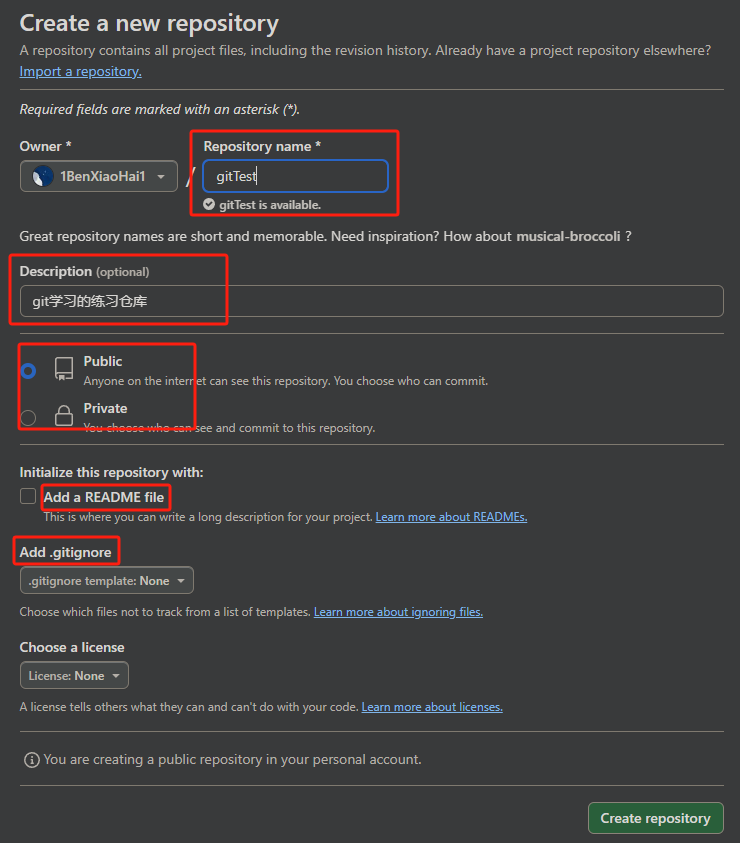 Create a new repository
A repository contains all project files, including the revision history. Already have a project repository elsewhere?
Import a repository.
Required fields are marked with an asterisk (*).
Owner *
Repository name *
1BenXiaoHai1
/
gitTest
gitTest is available.
Great repository names are short and memorable. Need inspiration? How about musical-broccoli ?
Description (optional)
git学习的练习仓库
Public
Anyone on the internet can see this repository. You choose who can commit.
Private
You choose who can see and commit to this repository.
Initialize this repository with:
Add a README file
This is where you can write a long description for your project. Learn more about READMEs.
Add .gitignore
.gitignore template: None
Choose which files not to track from a list of templates. Learn more about ignoring files.
Choose a license
License: None
A license tells others what they can and can't do with your code. Learn more about licenses.
You are creating a public repository in your personal account.
Create repository